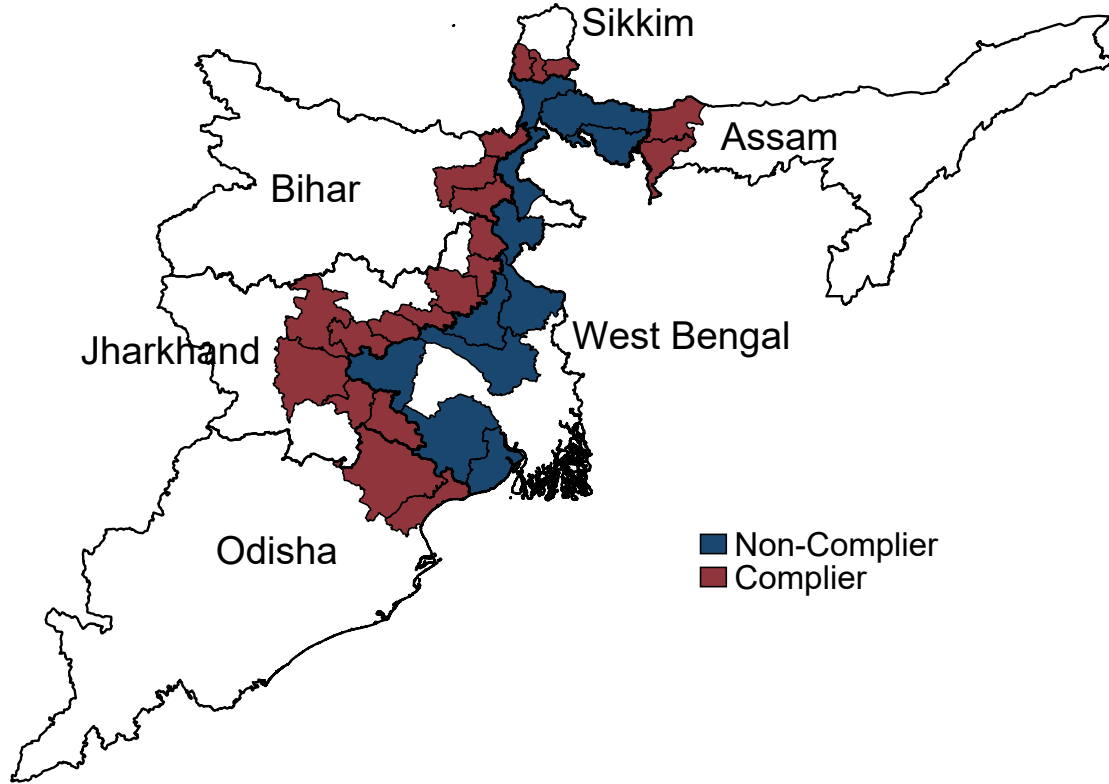 Sikkim
Assam
Bihar
West Bengal
Jharkhand
Odisha
Non-Complier
Complier